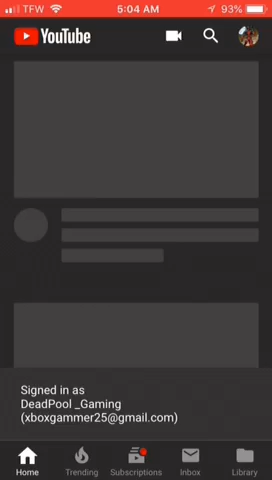 TFW 5:04 AM 93%
YouTube
Signed in as
DeadPool _Gaming
(xboxgammer25@gmail.com)
Home Trending Subscriptions Inbox Library